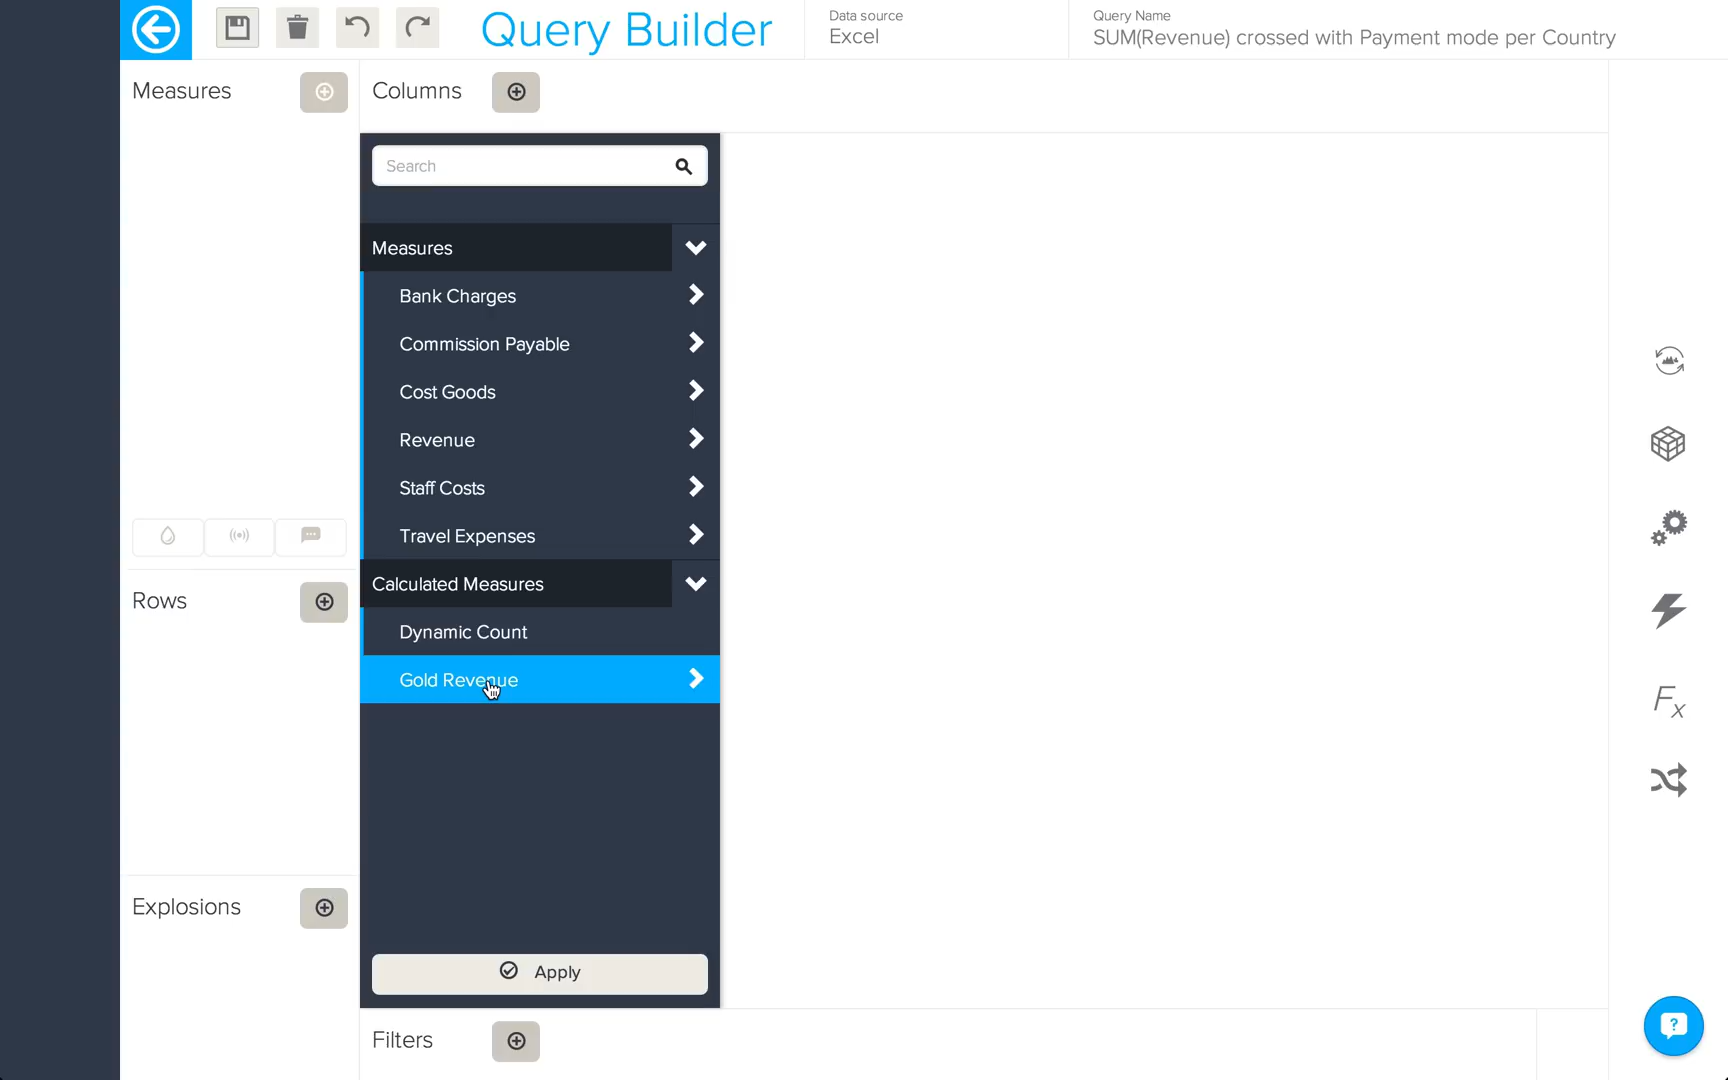 Query Builder
Data source
Excel
Query Name
SUM(Revenue) crossed with Payment mode per Country
Measures
Columns
Search
Measures
Bank Charges
Commission Payable
Cost Goods
Revenue
Staff Costs
Travel Expenses
Calculated Measures
Dynamic Count
Gold Revenue
Rows
Explosions
Apply
Filters
Fx
?